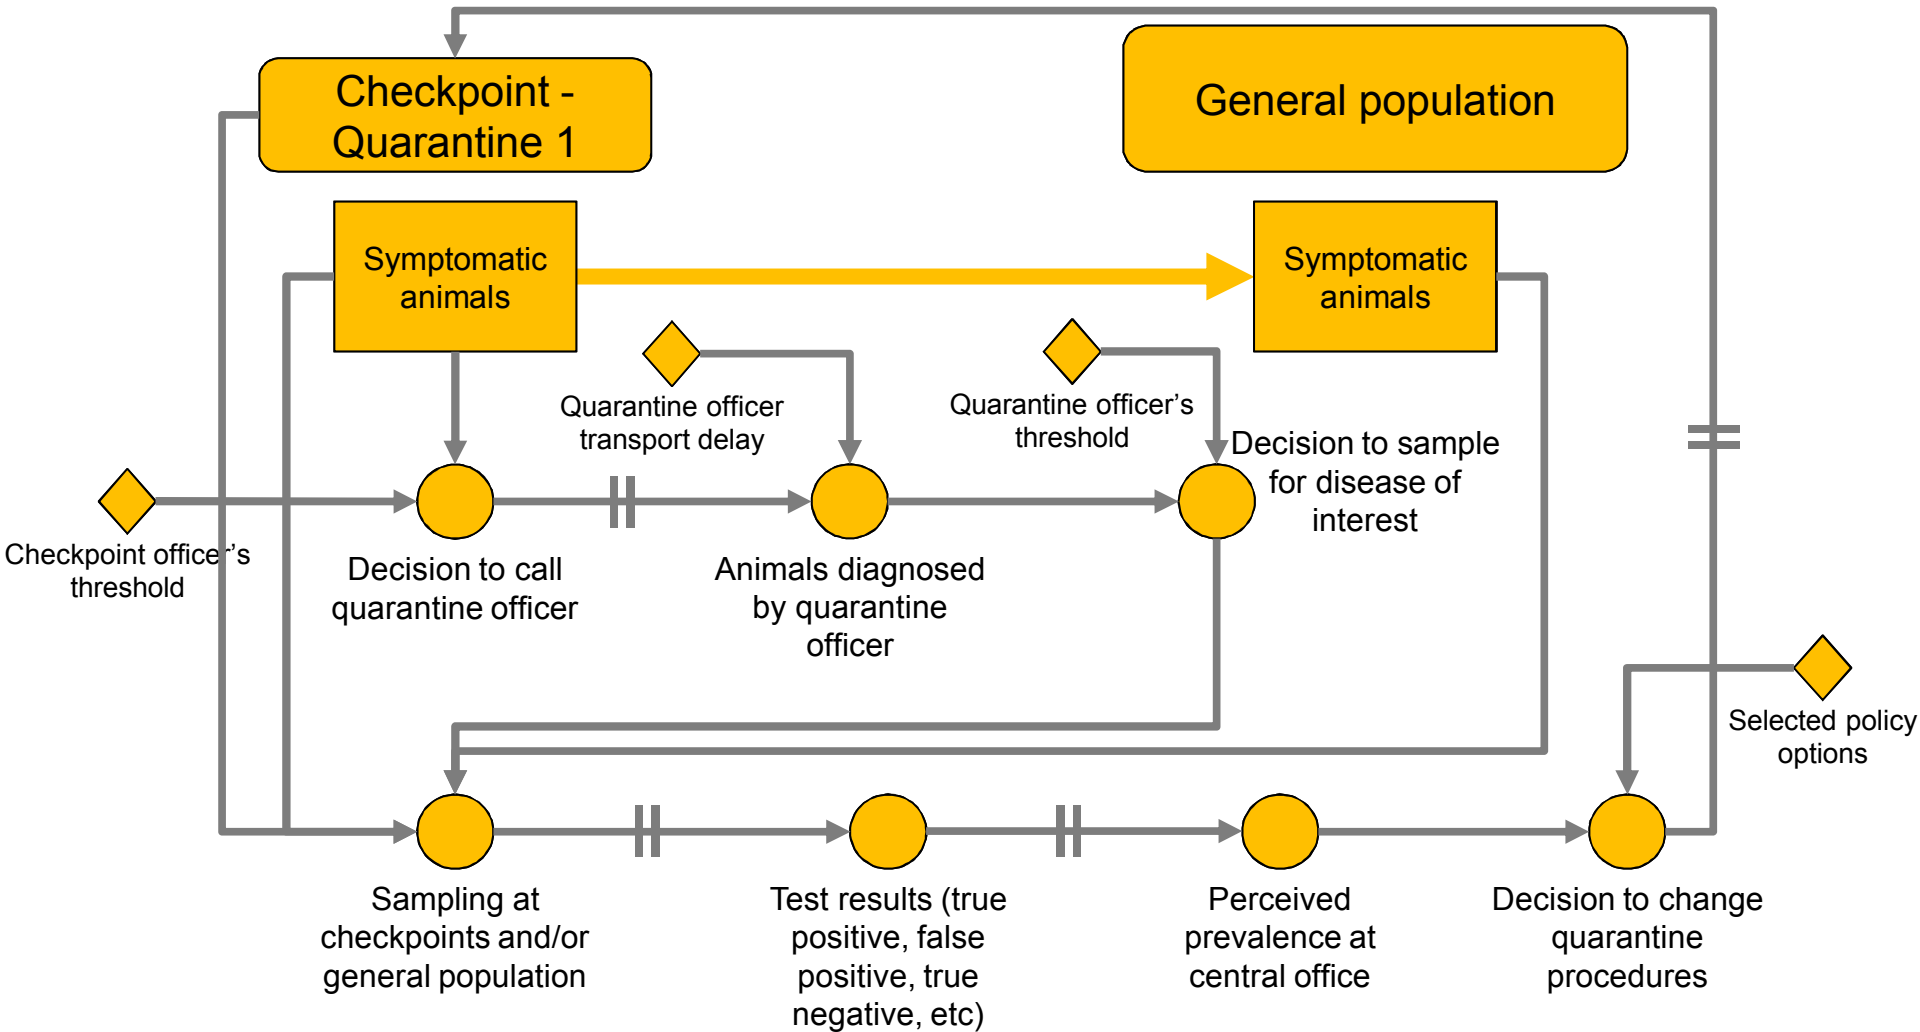 Checkpoint -
Quarantine 1
General population
Symptomatic
animals
Symptomatic
animals
Quarantine officer
transport delay
Quarantine officer's
threshold
Decision to sample
for disease of
interest
Checkpoint officer's
threshold
Decision to call
quarantine officer
Animals diagnosed
by quarantine
officer
Selected policy
options
Sampling at
checkpoints and/or
general population
Test results (true
positive, false
positive, true
negative, etc)
Perceived
prevalence at
central office
Decision to change
quarantine
procedures